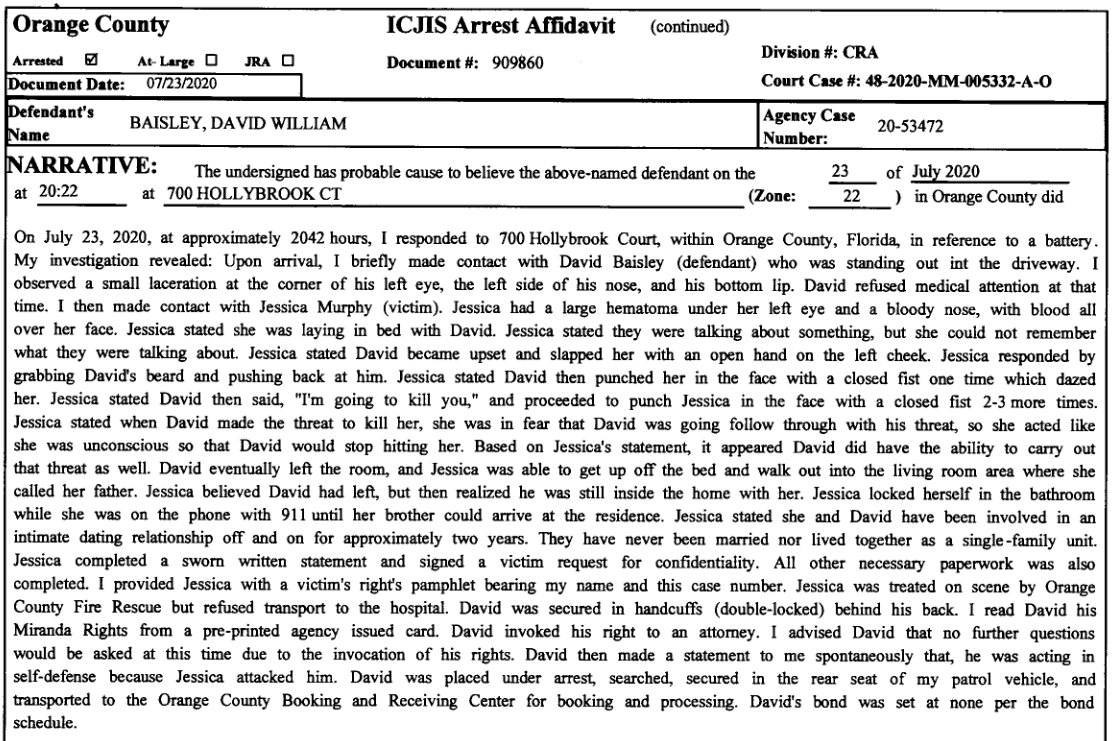 Orange County ICJIS Arrest Affidavit (continued)
Arrested ☑ At-Large ☐ JRA ☐ Document #: 909860 Division #: CRA
Document Date: 07/23/2020 Court Case #: 48-2020-MM-005332-A-O
Defendant's Name BAISLEY, DAVID WILLIAM Agency Case Number: 20-53472
NARRATIVE: The undersigned has probable cause to believe the above-named defendant on the 23 of July 2020
at 20:22 at 700 HOLLYBROOK CT (Zone: 22 ) in Orange County did
On July 23, 2020, at approximately 2042 hours, I responded to 700 Hollybrook Court, within Orange County, Florida, in reference to a battery.
My investigation revealed: Upon arrival, I briefly made contact with David Baisley (defendant) who was standing out int the driveway. I
observed a small laceration at the corner of his left eye, the left side of his nose, and his bottom lip. David refused medical attention at that
time. I then made contact with Jessica Murphy (victim). Jessica had a large hematoma under her left eye and a bloody nose, with blood all
over her face. Jessica stated she was laying in bed with David. Jessica stated they were talking about something, but she could not remember
what they were talking about. Jessica stated David became upset and slapped her with an open hand on the left cheek. Jessica responded by
grabbing David's beard and pushing back at him. Jessica stated David then punched her in the face with a closed fist one time which dazed
her. Jessica stated David then said, "I'm going to kill you," and proceeded to punch Jessica in the face with a closed fist 2-3 more times.
Jessica stated when David made the threat to kill her, she was in fear that David was going follow through with his threat, so she acted like
she was unconscious so that David would stop hitting her. Based on Jessica's statement, it appeared David did have the ability to carry out
that threat as well. David eventually left the room, and Jessica was able to get up off the bed and walk out into the living room area where she
called her father. Jessica believed David had left, but then realized he was still inside the home with her. Jessica locked herself in the bathroom
while she was on the phone with 911 until her brother could arrive at the residence. Jessica stated she and David have been involved in an
intimate dating relationship off and on for approximately two years. They have never been married nor lived together as a single-family unit.
Jessica completed a sworn written statement and signed a victim request for confidentiality. All other necessary paperwork was also
completed. I provided Jessica with a victim's right's pamphlet bearing my name and this case number. Jessica was treated on scene by Orange
County Fire Rescue but refused transport to the hospital. David was secured in handcuffs (double-locked) behind his back. I read David his
Miranda Rights from a pre-printed agency issued card. David invoked his right to an attorney. I advised David that no further questions
would be asked at this time due to the invocation of his rights. David then made a statement to me spontaneously that, he was acting in
self-defense because Jessica attacked him. David was placed under arrest, searched, secured in the rear seat of my patrol vehicle, and
transported to the Orange County Booking and Receiving Center for booking and processing. David's bond was set at none per the bond
schedule.